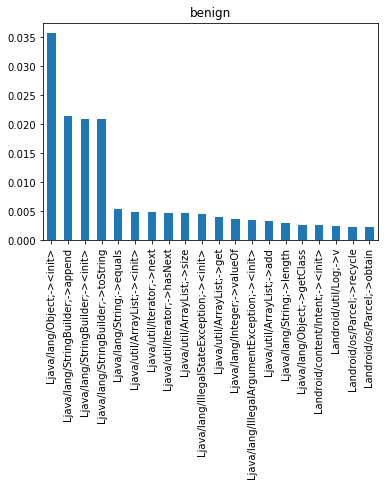 benign
0.035
0.030
0.025
0.020
0.015
0.010
0.005
0.000
Ljava/lang/Object;-><init>
Ljava/lang/StringBuilder;->append
Ljava/lang/StringBuilder;-><init>
Ljava/lang/StringBuilder;->toString
Ljava/lang/String;->equals
Ljava/util/ArrayList;-><init>
Ljava/util/Iterator;->next
Ljava/util/Iterator;->hasNext
Ljava/util/ArrayList;->size
Ljava/lang/IllegalStateException;-><init>
Ljava/util/ArrayList;->get
Ljava/lang/Integer;->valueOf
Ljava/lang/IllegalArgumentException;-><init>
Ljava/util/ArrayList;->add
Ljava/lang/String;->length
Ljava/lang/Object;->getClass
Landroid/content/Intent;-><init>
Landroid/util/Log;->v
Landroid/os/Parcel;->recycle
Landroid/os/Parcel;->obtain